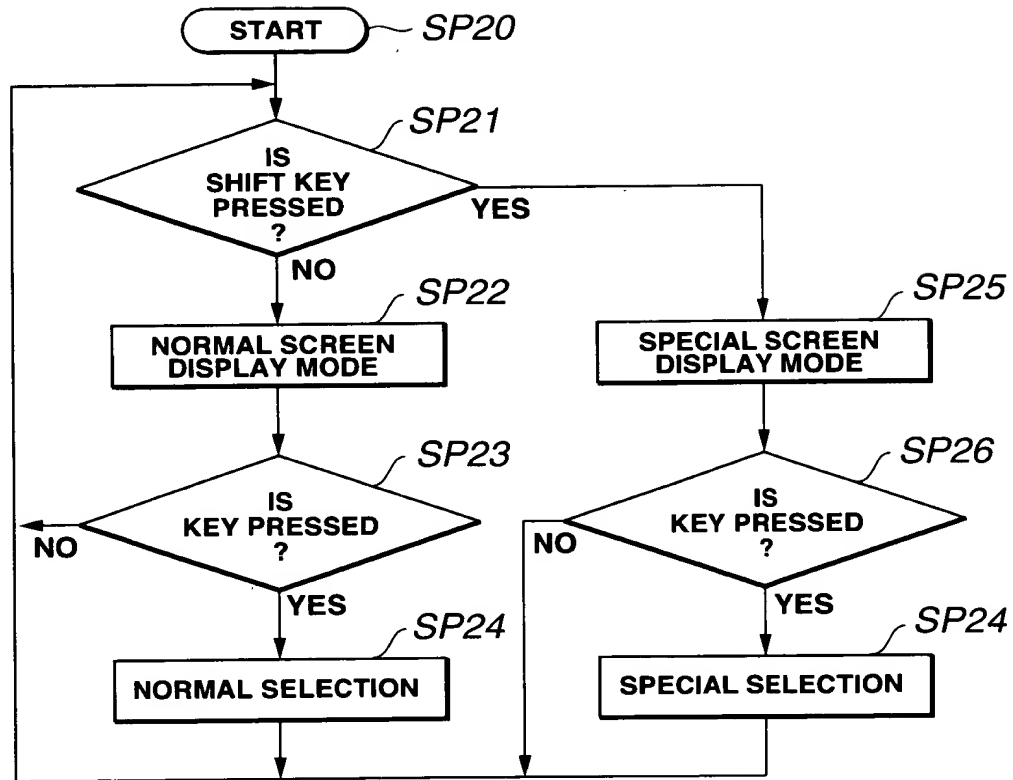 START
SP20
SP21
IS
SHIFT KEY
PRESSED
?
YES
NO
SP22
NORMAL SCREEN
DISPLAY MODE
SP25
SPECIAL SCREEN
DISPLAY MODE
SP23
IS
KEY PRESSED
?
NO
YES
SP26
IS
KEY PRESSED
?
NO
YES
SP24
NORMAL SELECTION
SP24
SPECIAL SELECTION